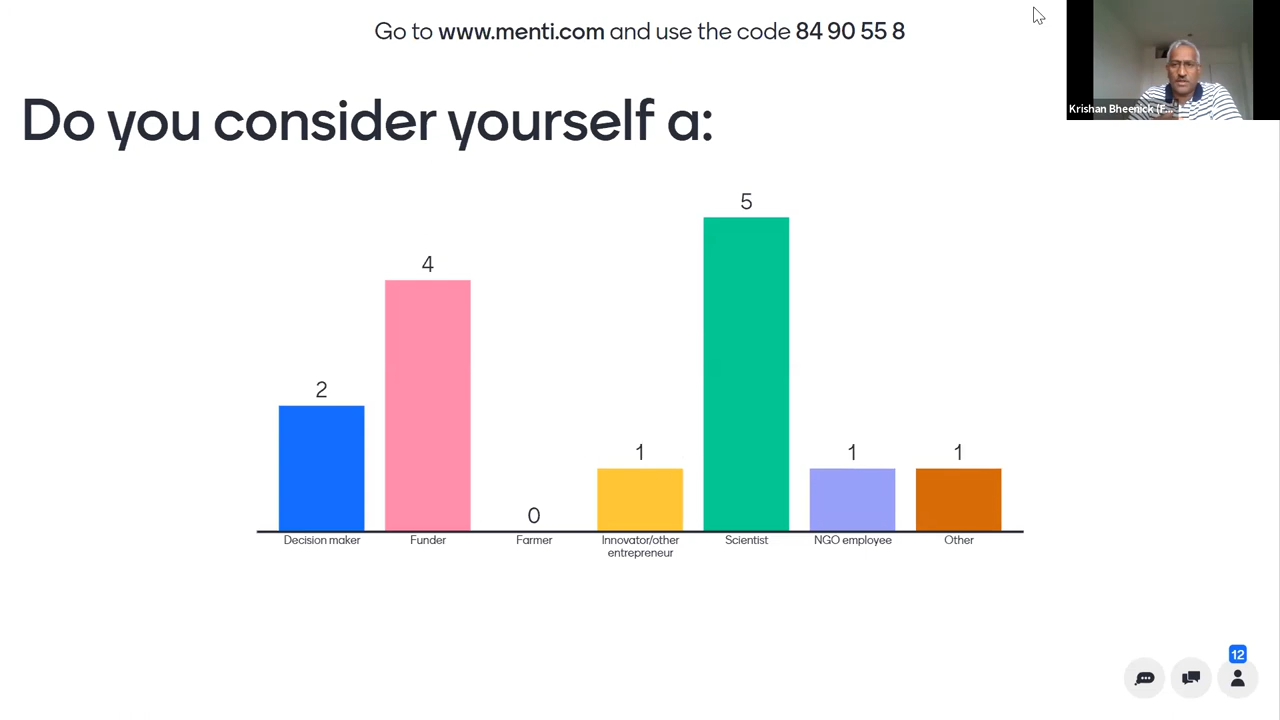 Go to www.menti.com and use the code 84 90 55 8
Krishan Bheenick (F...
Do you consider yourself a:
5
4
2
1
1
1
0
Decision maker
Funder
Farmer
Innovator/other
entrepreneur
Scientist
NGO employee
Other
12